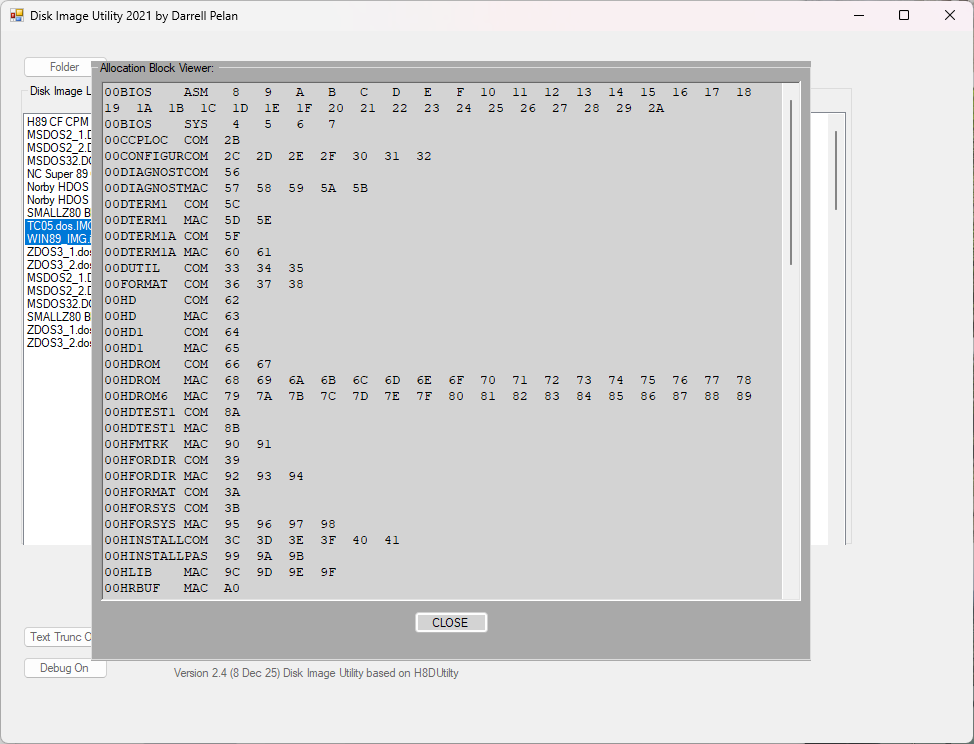 Disk Image Utility 2021 by Darrell Pelan
Folder
Allocation Block Viewer:
Disk Image L
H89 CF CPM
MSDOS2_1.D
MSDOS2_2.D
MSDOS32.DO
NC Super 89
Norby HDOS
Norby HDOS
SMALLZ80 B
TC05.dos.IMG
WIN89_IMG.i
ZDOS3_1.dos
ZDOS3_2.dos
MSDOS2_1.D
MSDOS2_2.D
MSDOS32.DO
SMALLZ80 B
ZDOS3_1.dos
ZDOS3_2.dos
00BIOS ASM 8 9 A B C D E F 10 11 12 13 14 15 16 17 18
19 1A 1B 1C 1D 1E 1F 20 21 22 23 24 25 26 27 28 29 2A
00BIOS SYS 4 5 6 7
00CCPLOC COM 2B
00CONFIGURCOM 2C 2D 2E 2F 30 31 32
00DIAGNOSTCOM 56
00DIAGNOSTMAC 57 58 59 5A 5B
00DTERM1 COM 5C
00DTERM1 MAC 5D 5E
00DTERM1A COM 5F
00DTERM1A MAC 60 61
00DUTIL COM 33 34 35
00FORMAT COM 36 37 38
00HD COM 62
00HD MAC 63
00HD1 COM 64
00HD1 MAC 65
00HDROM COM 66 67
00HDROM MAC 68 69 6A 6B 6C 6D 6E 6F 70 71 72 73 74 75 76 77 78
00HDROM6 MAC 79 7A 7B 7C 7D 7E 7F 80 81 82 83 84 85 86 87 88 89
00HDTEST1 COM 8A
00HDTEST1 MAC 8B
00HFMTRK MAC 90 91
00HFORDIR COM 39
00HFORDIR MAC 92 93 94
00HFORMAT COM 3A
00HFORSYS COM 3B
00HFORSYS MAC 95 96 97 98
00HINSTALLCOM 3C 3D 3E 3F 40 41
00HINSTALLPAS 99 9A 9B
00HLIB MAC 9C 9D 9E 9F
00HRBUF MAC A0
CLOSE
Text Trunc O
Debug On
Version 2.4 (8 Dec 25) Disk Image Utility based on H8DUtilty